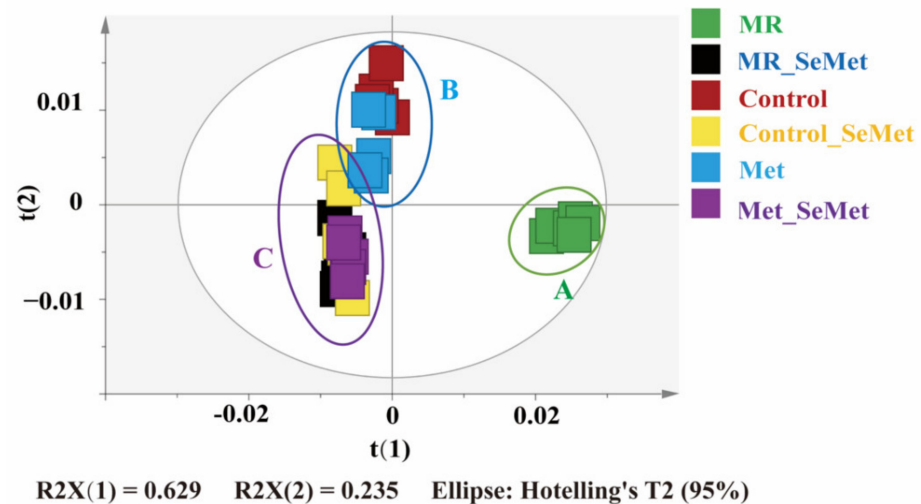 MR
MR_SeMet
Control
Control_SeMet
Met
Met_SeMet
B
C
A
0.01
0
−0.01
t(2)
-0.02
0
0.02
t(1)
R2X(1) = 0.629 R2X(2) = 0.235 Ellipse: Hotelling's T2 (95%)